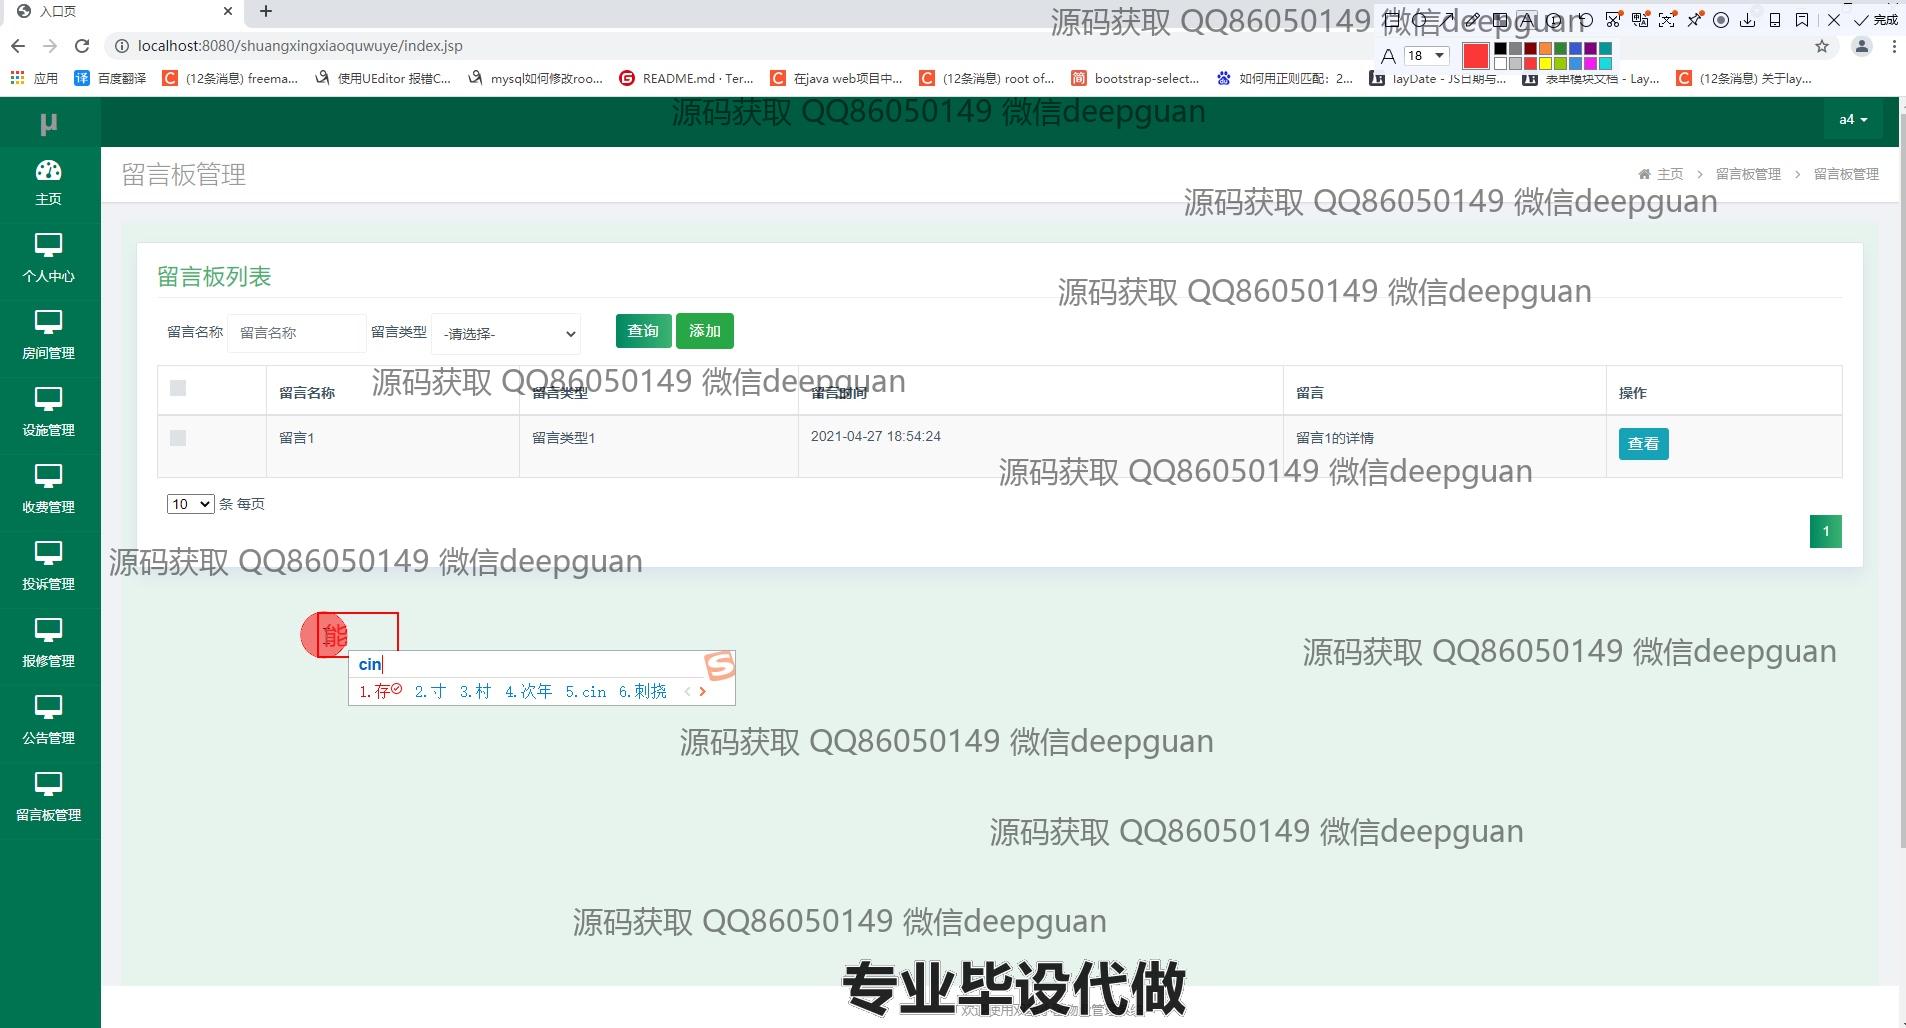 入口页
源码获取 QQ86050149 微信deepguan
完成
localhost:8080/shuangxingxiaoquwuye/index.jsp
A 18
应用 百度翻译 (12条消息) freema... 使用UEditor 报错C... mysql如何修改roo... README.md · Ter... 在java web项目中... (12条消息) root of... bootstrap-select... 如何用正则匹配：2... layDate - JS日期与... 表单模块文档 - Lay... (12条消息) 关于lay...
μ
源码获取 QQ86050149 微信deepguan
a4
主页
留言板管理
主页 > 留言板管理 > 留言板管理
源码获取 QQ86050149 微信deepguan
个人中心
留言板列表
源码获取 QQ86050149 微信deepguan
房间管理
留言名称 留言名称 留言类型 -请选择- 查询 添加
源码获取 QQ86050149 微信deepguan
留言名称 留言类型 留言时间 留言 操作
设施管理
留言1 留言类型1 2021-04-27 18:54:24 留言1的详情 查看
源码获取 QQ86050149 微信deepguan
收费管理
10 条 每页
1
源码获取 QQ86050149 微信deepguan
投诉管理
能
cin
1.存 2.寸 3.村 4.次年 5.cin 6.刺挠
S
源码获取 QQ86050149 微信deepguan
报修管理
公告管理
源码获取 QQ86050149 微信deepguan
留言板管理
源码获取 QQ86050149 微信deepguan
源码获取 QQ86050149 微信deepguan
专业毕设代做